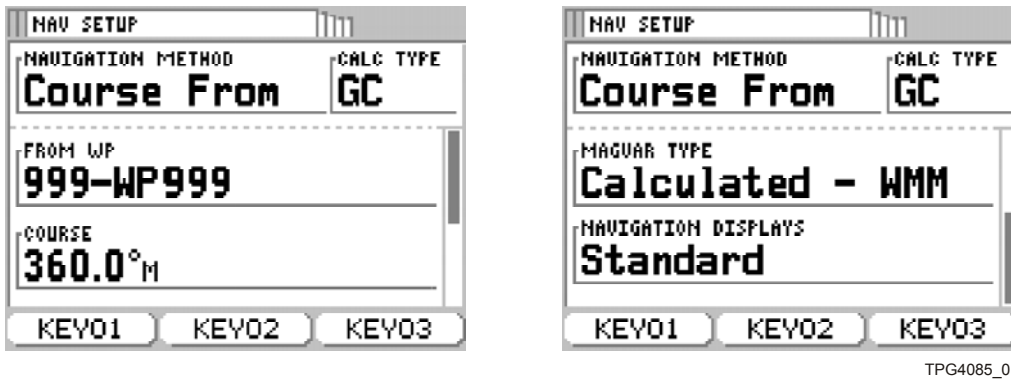 NAV SETUP
NAVIGATION METHOD CALC TYPE
Course From GC
FROM WP
999-WP999
COURSE
360.0°M
KEY01 KEY02 KEY03
NAV SETUP
NAVIGATION METHOD CALC TYPE
Course From GC
MAGVAR TYPE
Calculated - WMM
NAVIGATION DISPLAYS
Standard
KEY01 KEY02 KEY03
TPG4085_0